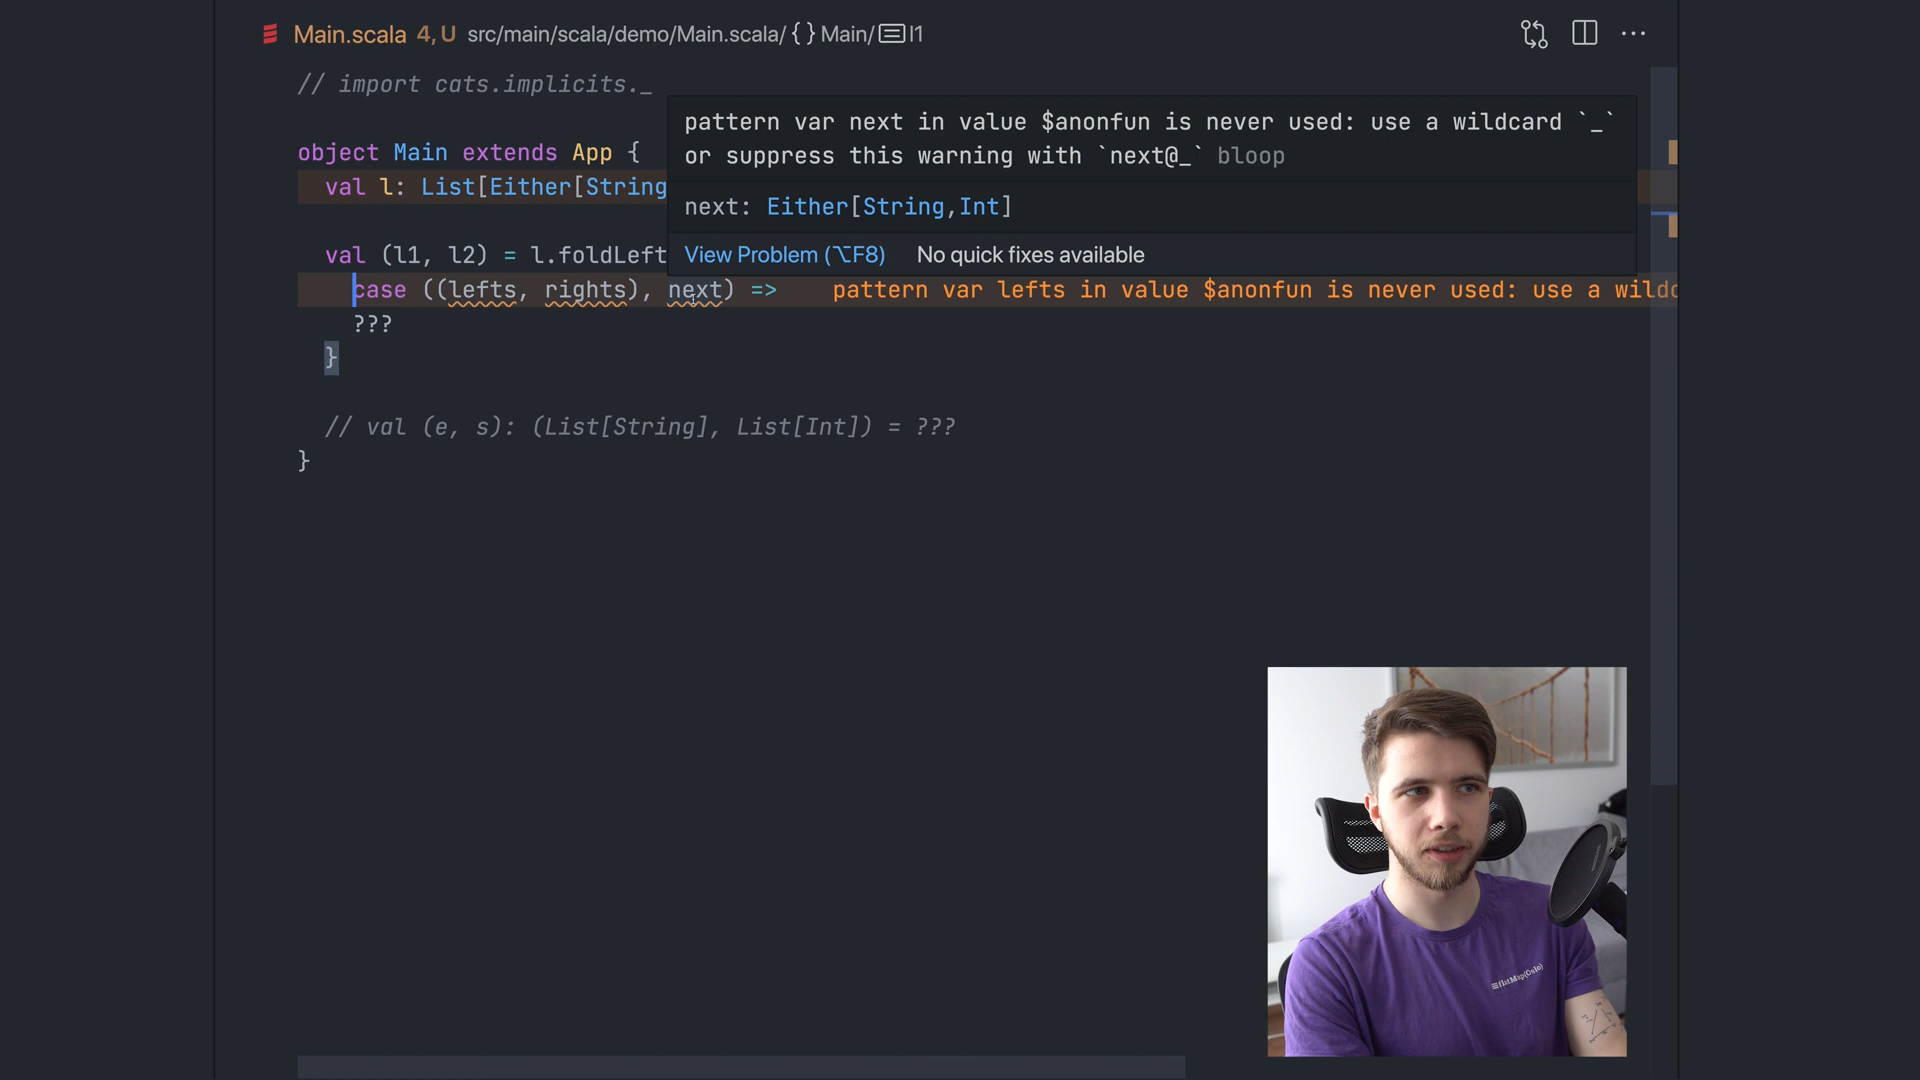 Main.scala 4, U src/main/scala/demo/Main.scala/{} Main/ l1
// import cats.implicits._
pattern var next in value $anonfun is never used: use a wildcard `_`
or suppress this warning with `next@_` bloop
object Main extends App {
val l: List[Either[String
next: Either[String,Int]
val (l1, l2) = l.foldLeft
View Problem (⌥F8) No quick fixes available
case ((lefts, rights), next) => pattern var lefts in value $anonfun is never used: use a wildc
???
}
// val (e, s): (List[String], List[Int]) = ???
}
≡flatMap(Oslo)